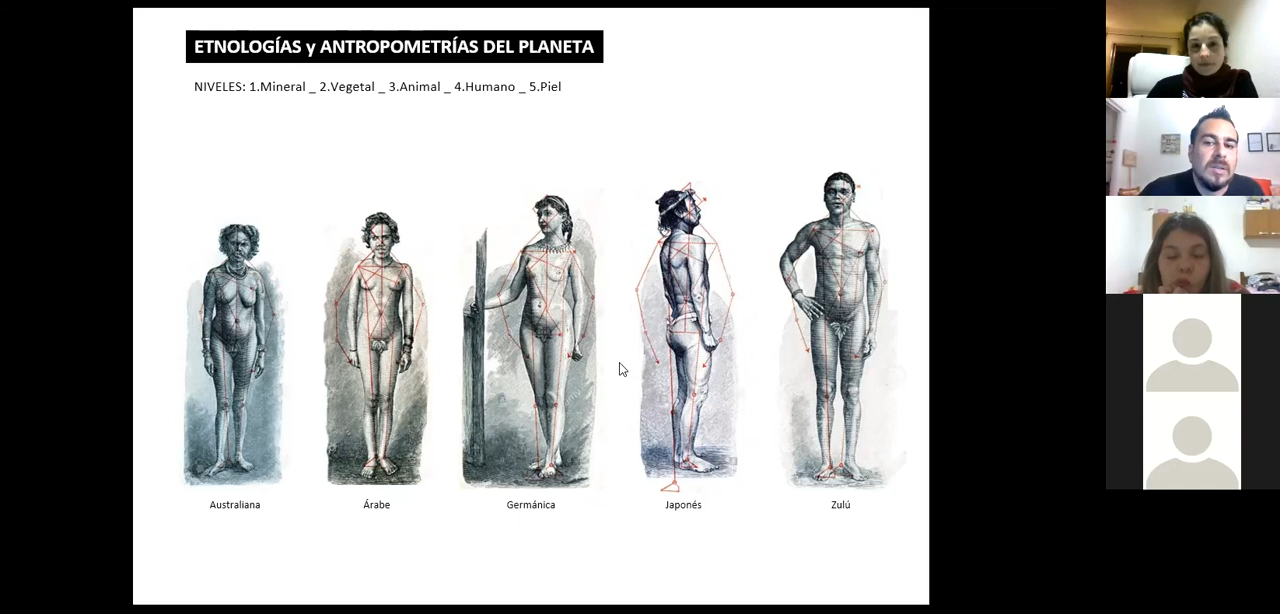 ETNOLOGÍAS y ANTROPOMETRÍAS DEL PLANETA
NIVELES: 1.Mineral _ 2.Vegetal _ 3.Animal _ 4.Humano _ 5.Piel
Australiana
Árabe
Germánica
Japonés
Zulú